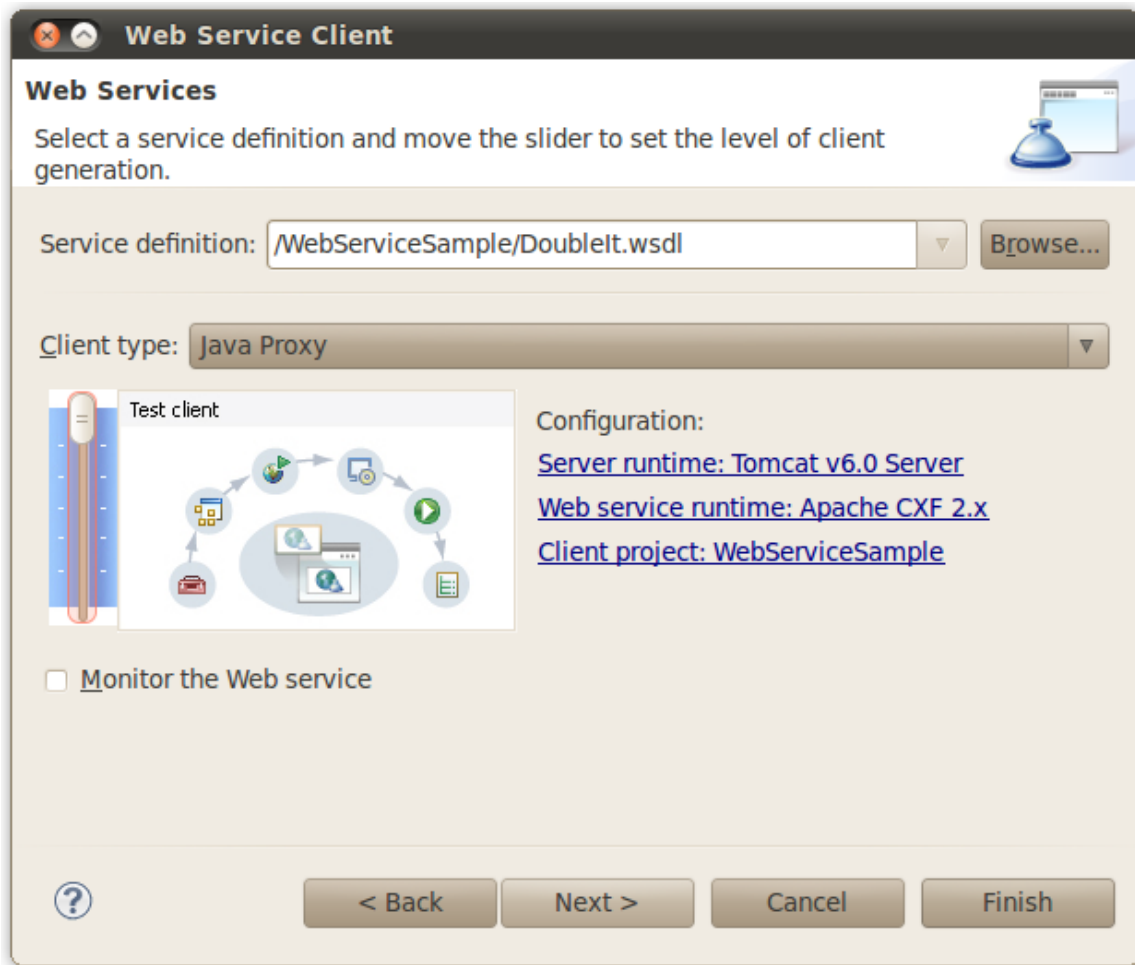 Web Service Client
Web Services
Select a service definition and move the slider to set the level of client
generation.
Service definition: /WebServiceSample/DoubleIt.wsdl Browse...
Client type: Java Proxy
Test client
Configuration:
Server runtime: Tomcat v6.0 Server
Web service runtime: Apache CXF 2.x
Client project: WebServiceSample
Monitor the Web service
? < Back Next > Cancel Finish